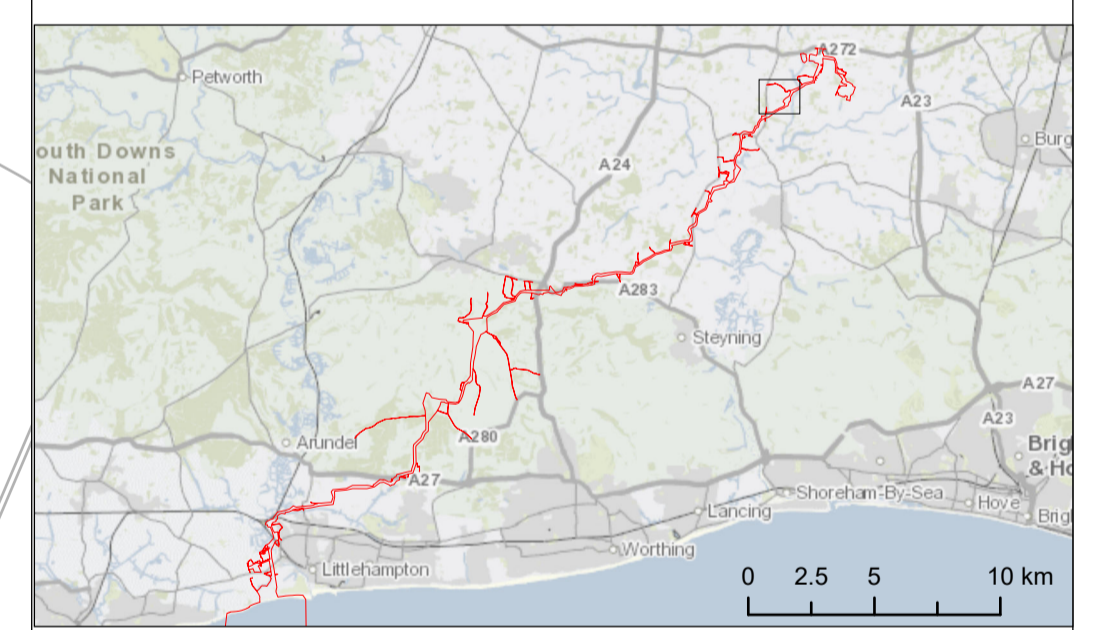 A272
Petworth
A23
Burg
outh Downs
National
Park
A24
A283
Steyning
A27
A23
Arundel
A280
Brig
& Ho
A27
Shoreham-By-Sea
Hove
Lancing
Brigl
Worthing
Littlehampton
0 2.5 5 10 km